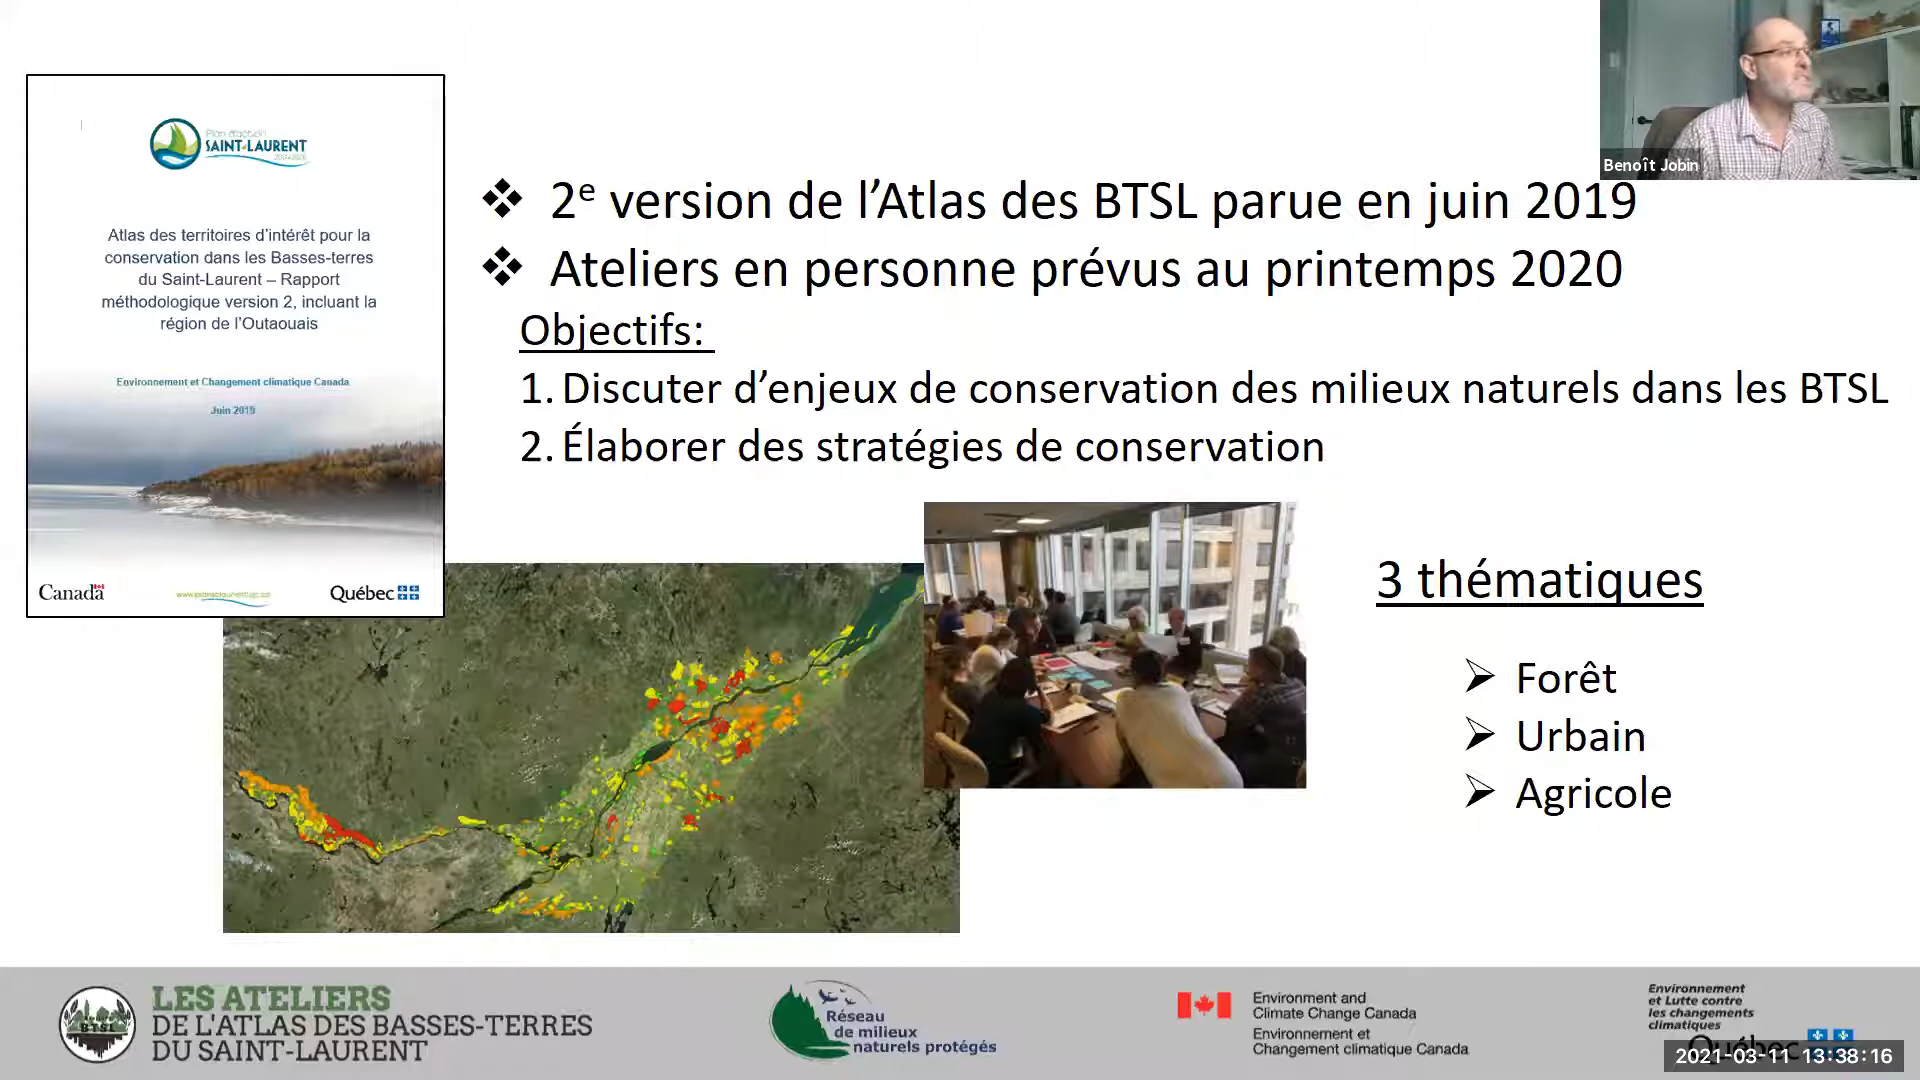 Benoît Jobin
Plan d'action
SAINT-LAURENT
Atlas des territoires d'intérêt pour la
conservation dans les Basses-terres
du Saint-Laurent – Rapport
méthodologique version 2, incluant la
région de l'Outaouais
Environnement et Changement climatique Canada
Juin 2019
Canada
Québec
❖ 2e version de l'Atlas des BTSL parue en juin 2019
❖ Ateliers en personne prévus au printemps 2020
Objectifs:
1. Discuter d'enjeux de conservation des milieux naturels dans les BTSL
2. Élaborer des stratégies de conservation
3 thématiques
➢ Forêt
➢ Urbain
➢ Agricole
BTSL
LES ATELIERS
DE L'ATLAS DES BASSES-TERRES
DU SAINT-LAURENT
Réseau
de milieux
naturels protégés
Environment and
Climate Change Canada
Environnement et
Changement climatique Canada
Environnement
et Lutte contre
les changements
climatiques
Québec
2021-03-11 13:38:16